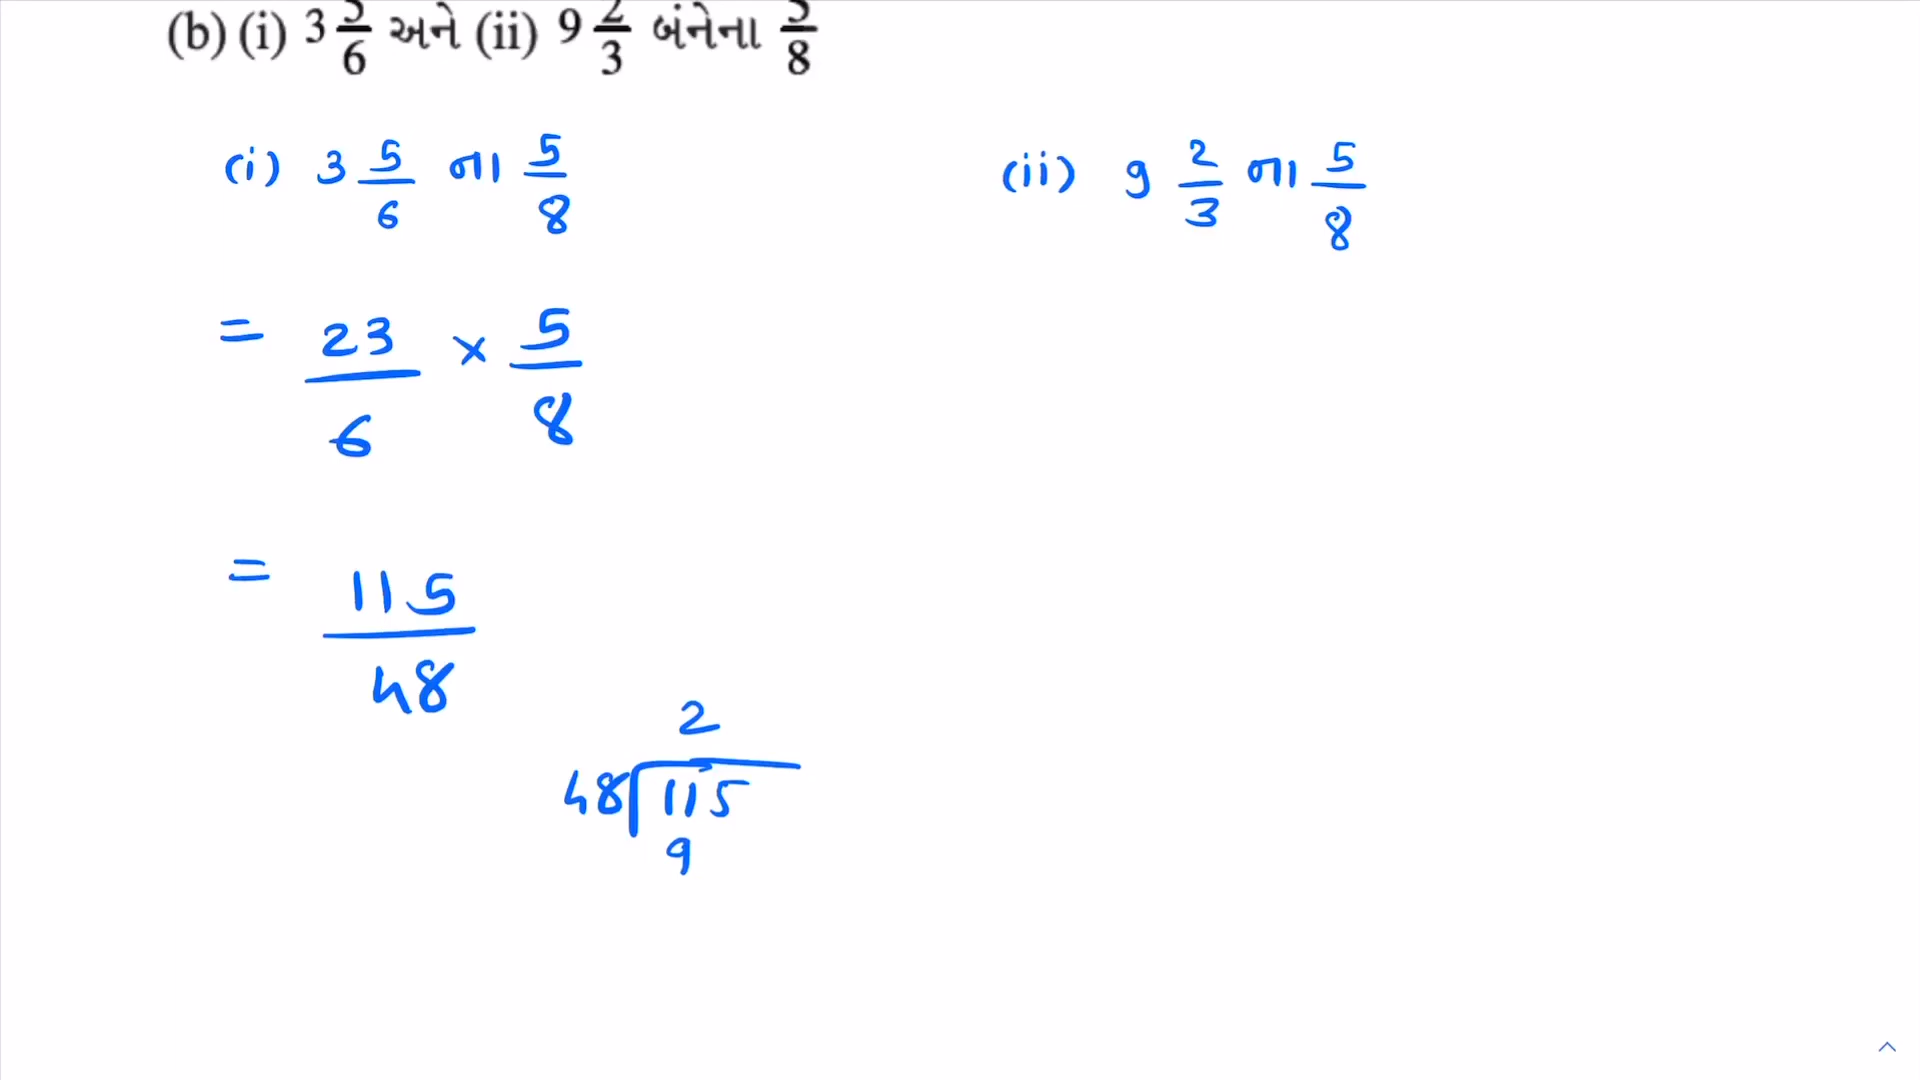 (b) (i) 3 5/6 અને (ii) 9 2/3 બંનેના 5/8
(i) 3 5/6 ના 5/8
= 23/6 × 5/8
= 115/48
2
48 115
9
(ii) 9 2/3 ના 5/8